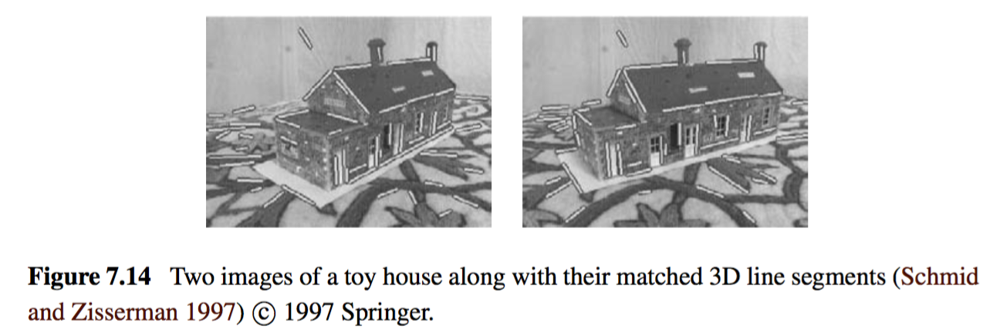 Figure 7.14 Two images of a toy house along with their matched 3D line segments (Schmid
and Zisserman 1997) © 1997 Springer.